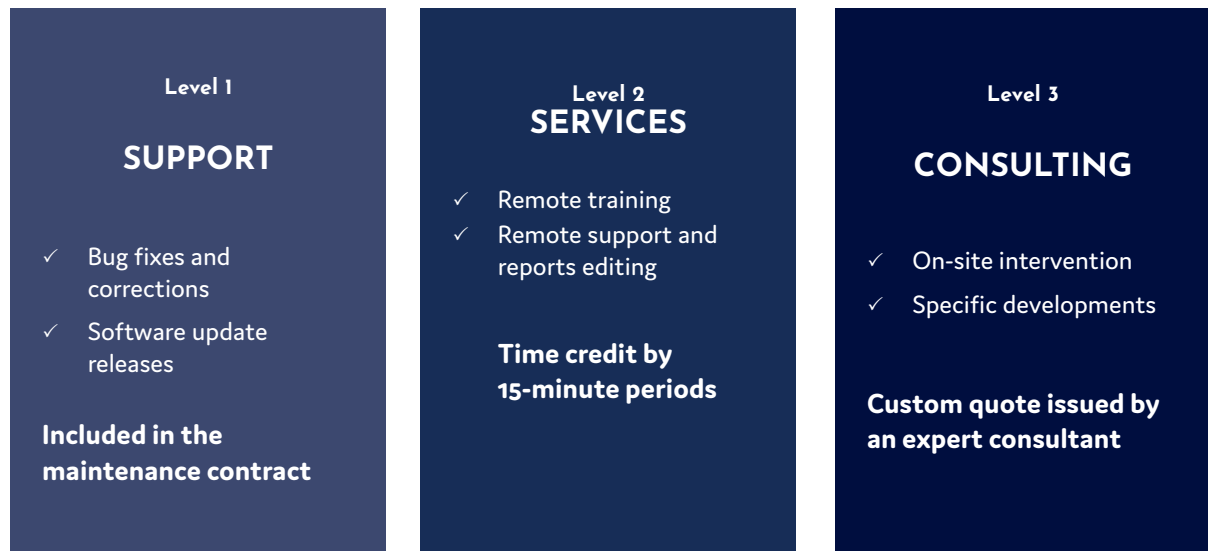 Level 1
SUPPORT
✓ Bug fixes and
corrections
✓ Software update
releases
Included in the
maintenance contract
Level 2
SERVICES
✓ Remote training
✓ Remote support and
reports editing
Time credit by
15-minute periods
Level 3
CONSULTING
✓ On-site intervention
✓ Specific developments
Custom quote issued by
an expert consultant